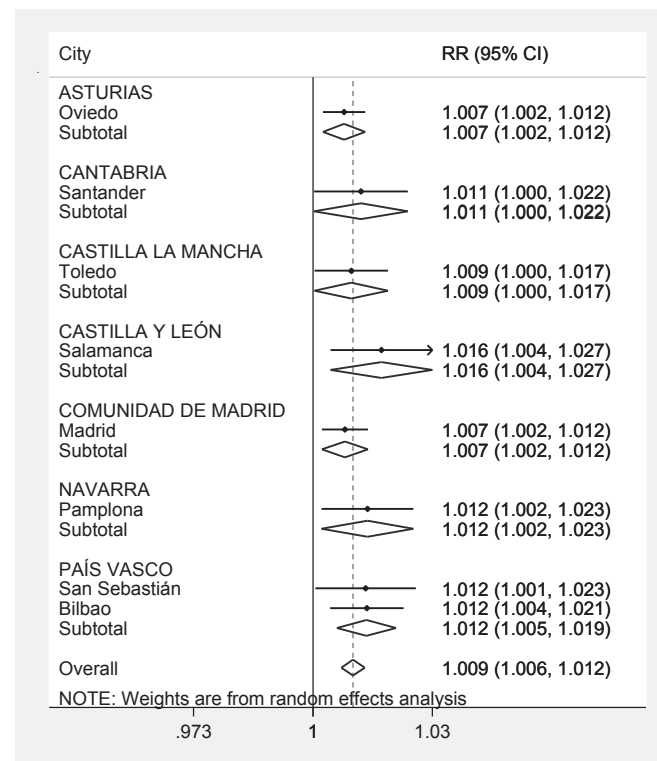 City RR (95% CI)
ASTURIAS
Oviedo 1.007 (1.002, 1.012)
Subtotal 1.007 (1.002, 1.012)
CANTABRIA
Santander 1.011 (1.000, 1.022)
Subtotal 1.011 (1.000, 1.022)
CASTILLA LA MANCHA
Toledo 1.009 (1.000, 1.017)
Subtotal 1.009 (1.000, 1.017)
CASTILLA Y LEÓN
Salamanca 1.016 (1.004, 1.027)
Subtotal 1.016 (1.004, 1.027)
COMUNIDAD DE MADRID
Madrid 1.007 (1.002, 1.012)
Subtotal 1.007 (1.002, 1.012)
NAVARRA
Pamplona 1.012 (1.002, 1.023)
Subtotal 1.012 (1.002, 1.023)
PAÍS VASCO
San Sebastián 1.012 (1.001, 1.023)
Bilbao 1.012 (1.004, 1.021)
Subtotal 1.012 (1.005, 1.019)
Overall 1.009 (1.006, 1.012)
NOTE: Weights are from random effects analysis
.973 1 1.03